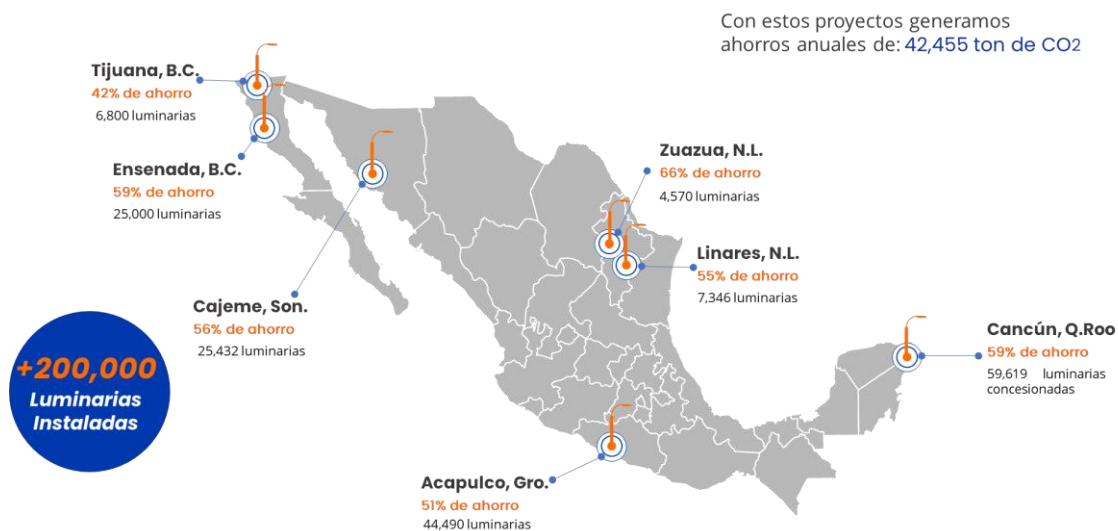 Con estos proyectos generamos
ahorros anuales de: 42,455 ton de CO2
Tijuana, B.C.
42% de ahorro
6,800 luminarias
Ensenada, B.C.
59% de ahorro
25,000 luminarias
Cajeme, Son.
56% de ahorro
25,432 luminarias
Zuazua, N.L.
66% de ahorro
4,570 luminarias
Linares, N.L.
55% de ahorro
7,346 luminarias
Cancún, Q.Roo
59% de ahorro
59,619 luminarias
concesionadas
Acapulco, Gro.
51% de ahorro
44,490 luminarias
+200,000
Luminarias
Instaladas